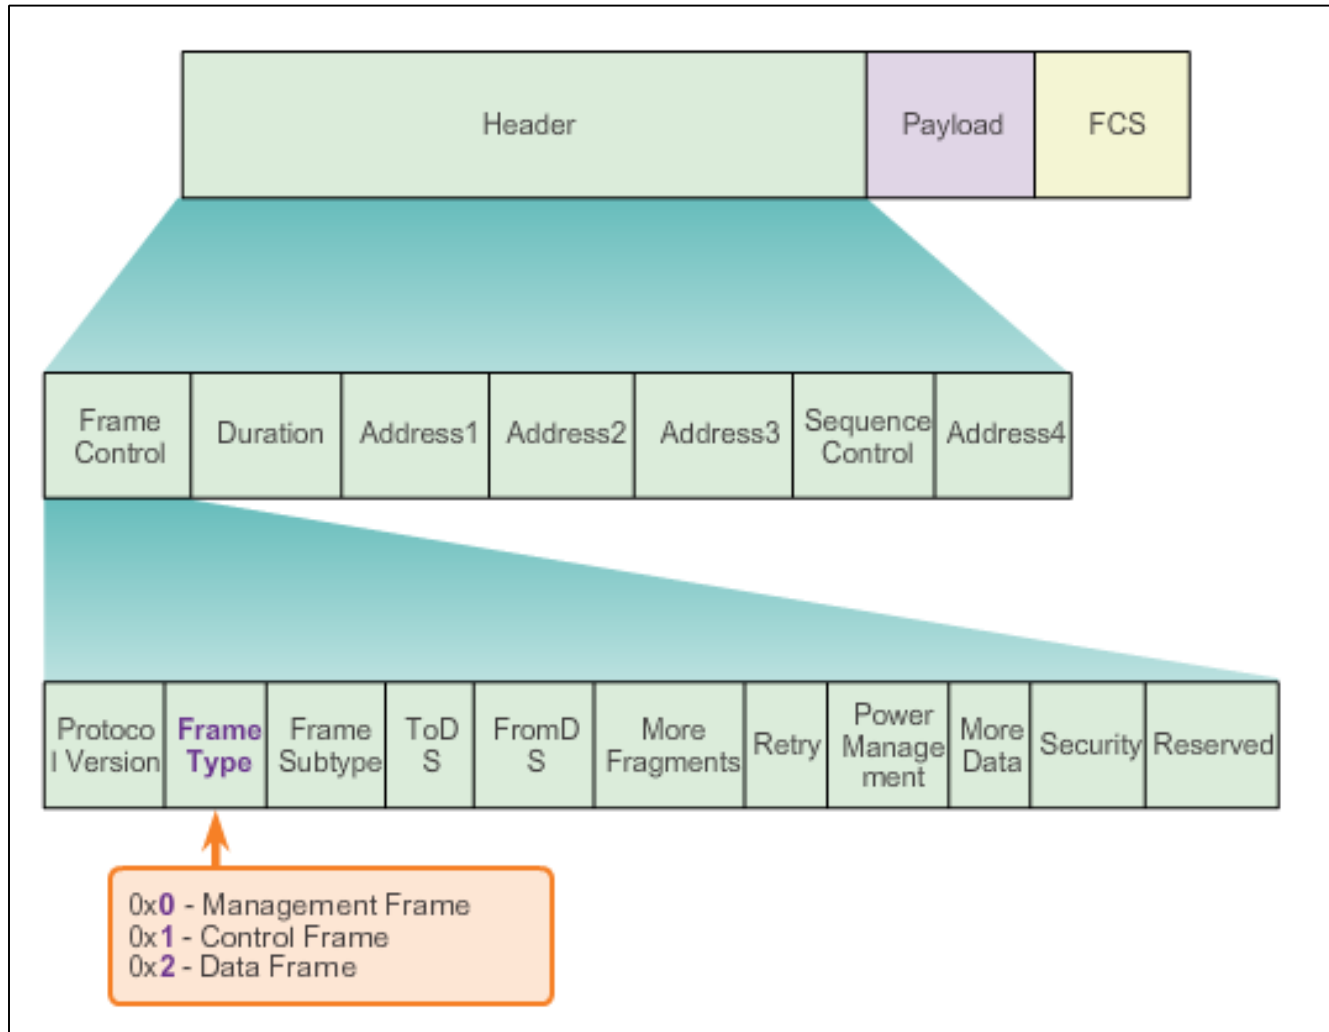 Header
Payload
FCS
Frame
Control
Duration
Address1
Address2
Address3
Sequence
Control
Address4
Protoco
l Version
Frame
Type
Frame
Subtype
ToD
S
FromD
S
More
Fragments
Retry
Power
Manage
ment
More
Data
Security
Reserved
0x0 - Management Frame
0x1 - Control Frame
0x2 - Data Frame